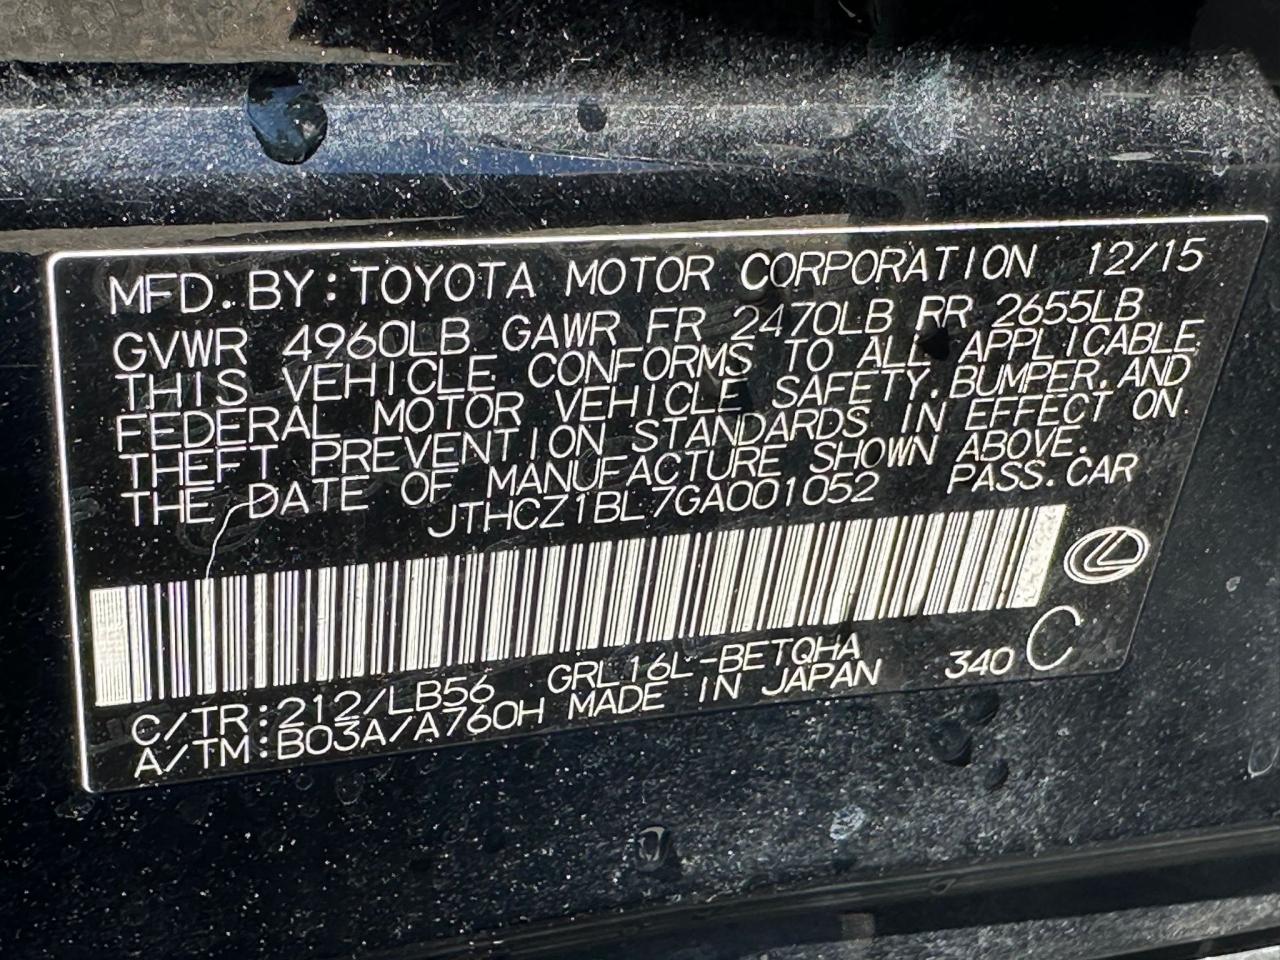 MFD. BY: TOYOTA MOTOR CORPORATION 12/15
GVWR 4960LB GAWR FR 2470LB RR 2655LB
THIS VEHICLE CONFORMS TO ALL APPLICABLE
FEDERAL MOTOR VEHICLE SAFETY, BUMPER, AND
THEFT PREVENTION STANDARDS IN EFFECT ON
THE DATE OF MANUFACTURE SHOWN ABOVE.
JTHCZ1BL7GA001052 PASS. CAR
C/TR: 212/LB56 GRL16L-BETQHA 340 C
A/TM: B03A/A760H MADE IN JAPAN